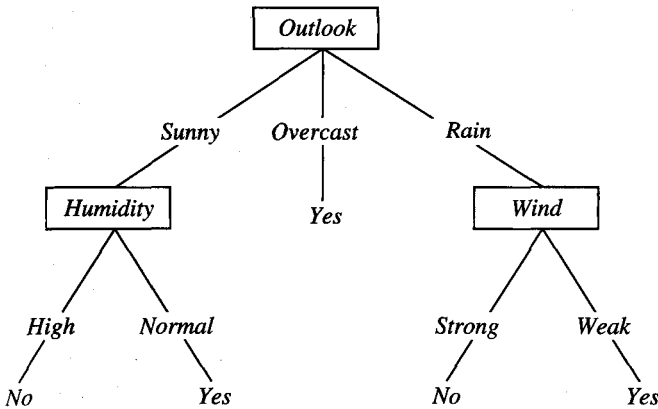 Outlook
Sunny Overcast Rain
Humidity Yes Wind
High Normal Strong Weak
No Yes No Yes